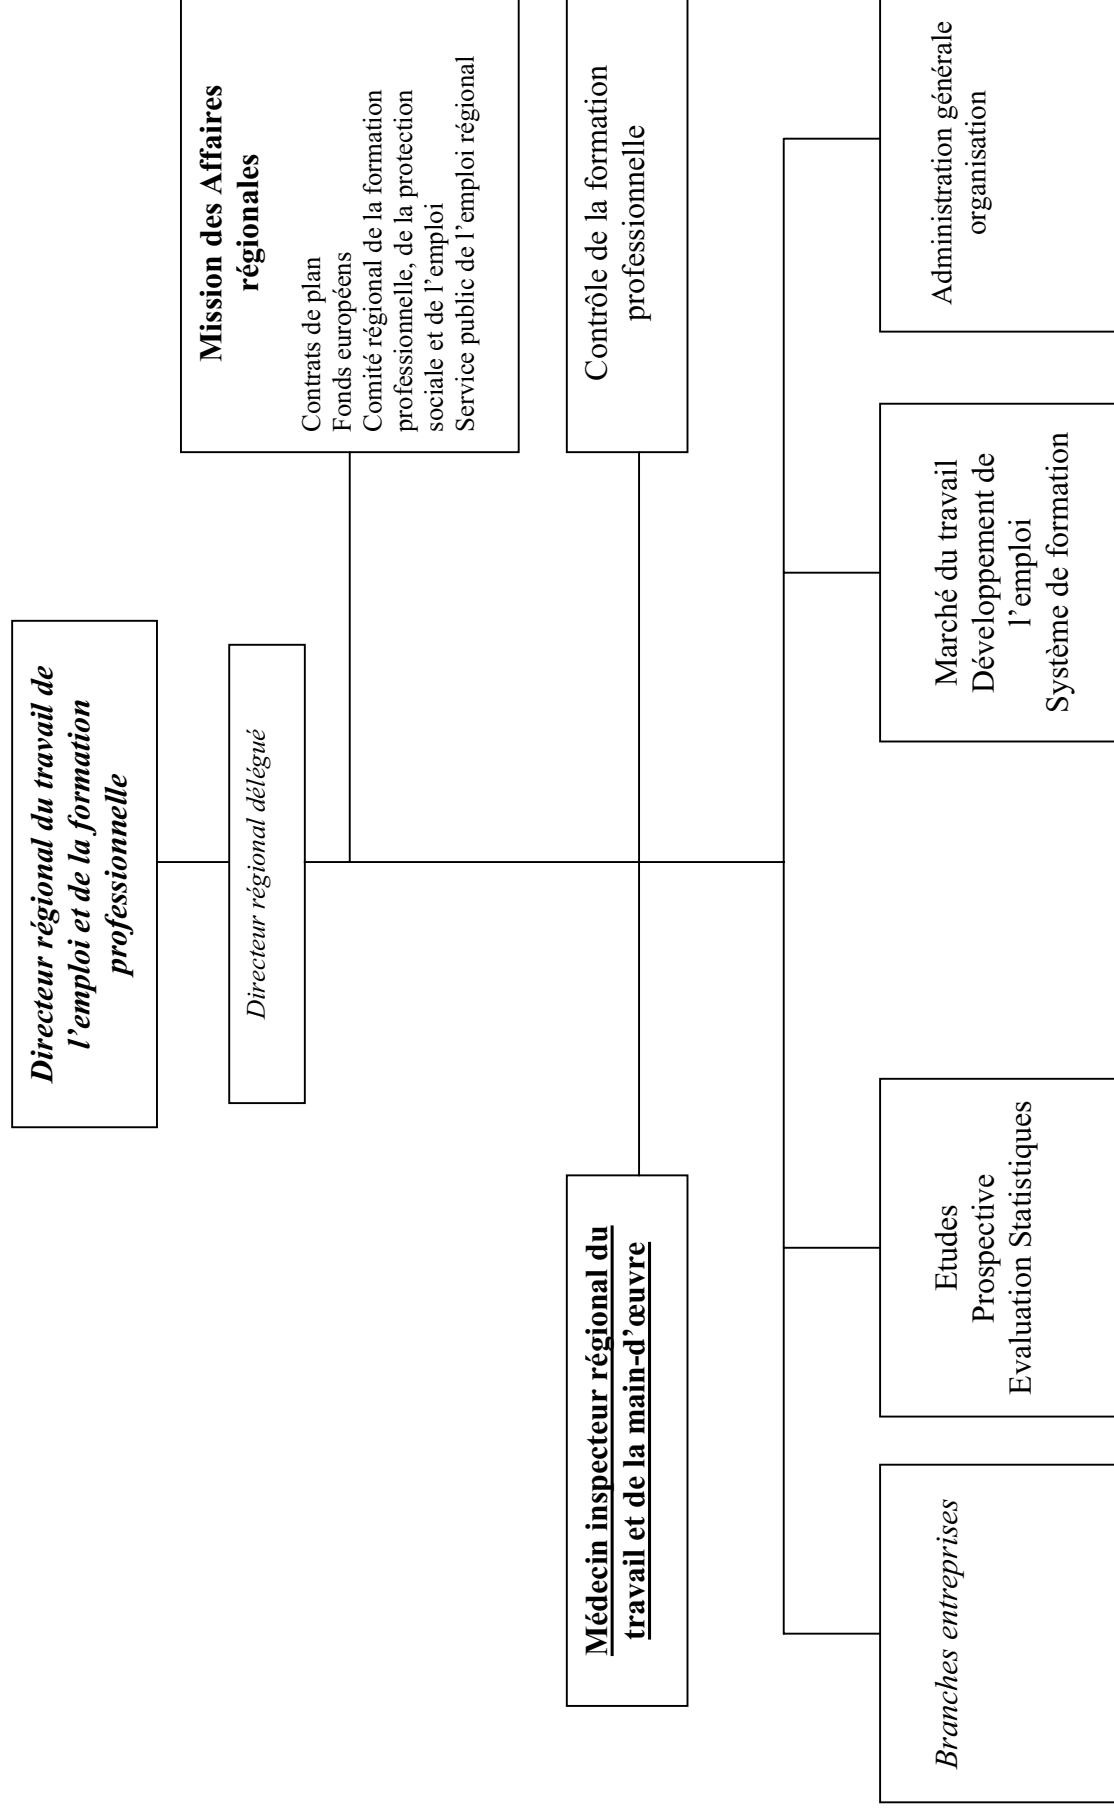 Directeur régional du travail de
l’emploi et de la formation
professionnelle
Directeur régional délégué
Mission des Affaires
régionales
Contrats de plan
Fonds européens
Comité régional de la formation
professionnelle, de la protection
sociale et de l’emploi
Service public de l’emploi régional
Médecin inspecteur régional du
travail et de la main-d’œuvre
Contrôle de la formation
professionnelle
Branches entreprises
Etudes
Prospective
Evaluation Statistiques
Marché du travail
Développement de
l’emploi
Système de formation
Administration générale
organisation